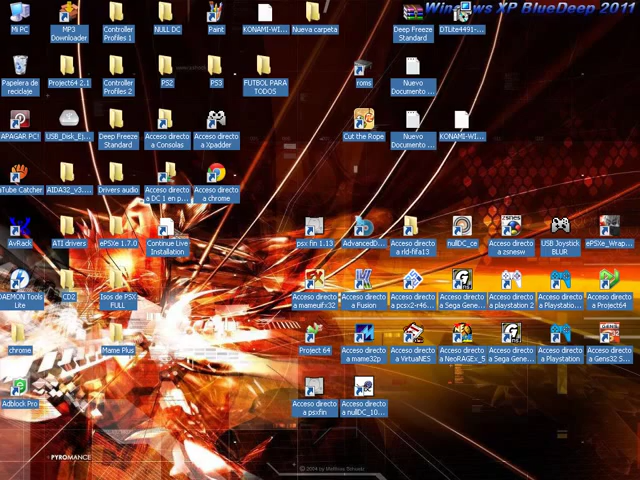 Windows XP BlueDeep 2011
Mi PC
MP3
Downloader
Controller
Profiles 1
NULL DC
Paint
KONAMI-WI...
Nueva carpeta
Deep Freeze
Standard
DTLite4491-...
Papelera de
reciclaje
Project64 2.1
Controller
Profiles 2
PS2
PS3
FUTBOL PARA
TODOS
roms
Nuevo
Documento ...
APAGAR PC!
USB_Disk_Ej...
Deep Freeze
Standard
Acceso directo
a Consolas
Acceso directo
a Xpadder
Cut the Rope
Nuevo
Documento ...
KONAMI-WI...
aTube Catcher
AIDA32_v3....
Drivers audio
Acceso directo
a DC 1 en p...
Acceso directo
a chrome
AvRack
ATI drivers
ePSXe 1.7.0
Continue Live
Installation
psx fin 1.13
AdvancedD...
Acceso directo
a rld-fifa13
nullDC_ce
Acceso directo
a zsnesw
USB Joystick
BLUR
ePSXe_Wrap...
DAEMON Tools
Lite
CD2
Isos de PSX
FULL
Acceso directo
a mameuifx32
Acceso directo
a Fusion
Acceso directo
a pcsx2-r46...
Acceso directo
a Sega Gene...
Acceso directo
a playstation 2
Acceso directo
a Playstatio...
Acceso directo
a Project64
chrome
Mame Plus
Project 64
Acceso directo
a mame32p
Acceso directo
a VirtuaNES
Acceso directo
a NeoRAGEx_5
Acceso directo
a Sega Gene...
Acceso directo
a Playstation
Acceso directo
a Gens32 S...
Adblock Pro
Acceso directo
a psxfin
Acceso directo
a nullDC_10...
PYROMANCE